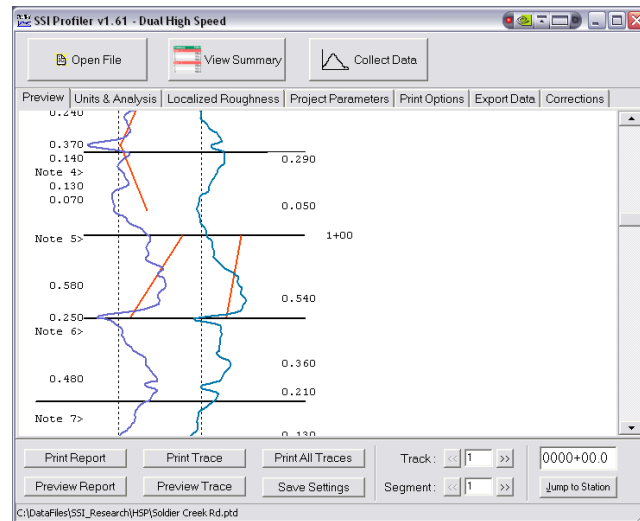 SSI Profiler v1.61 - Dual High Speed
Open File View Summary Collect Data
Preview Units & Analysis Localized Roughness Project Parameters Print Options Export Data Corrections
0.240
0.370
0.140 0.290
Note 4>
0.130
0.070 0.050
Note 5> 1+00
0.580 0.540
0.250
Note 6>
0.360
0.480 0.210
Note 7>
0.130
Print Report Print Trace Print All Traces Track : << 1 >> 0000+00.0
Preview Report Preview Trace Save Settings Segment : << 1 >> Jump to Station
C:\DataFiles\SSI_Research\HSP\Soldier Creek Rd.ptd